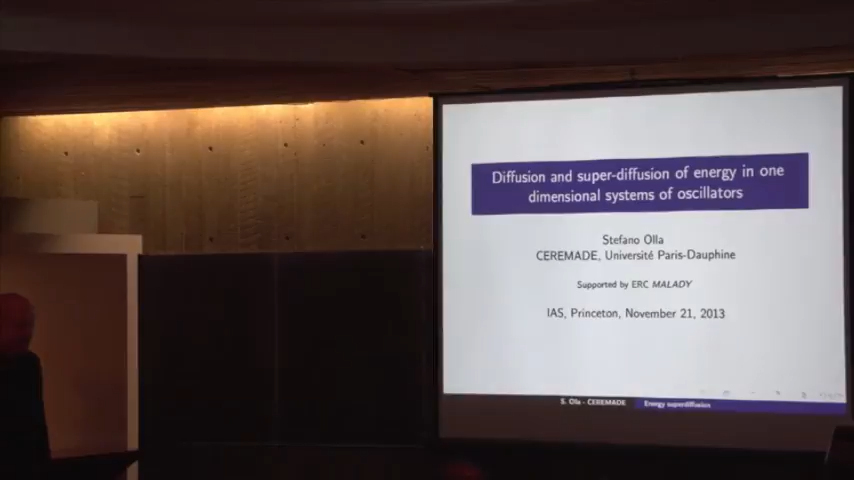 Diffusion and super-diffusion of energy in one
dimensional systems of oscillators
Stefano Olla
CEREMADE, Université Paris-Dauphine
Supported by ERC MALADY
IAS, Princeton, November 21, 2013
S. Olla - CEREMADE
Energy superdiffusion